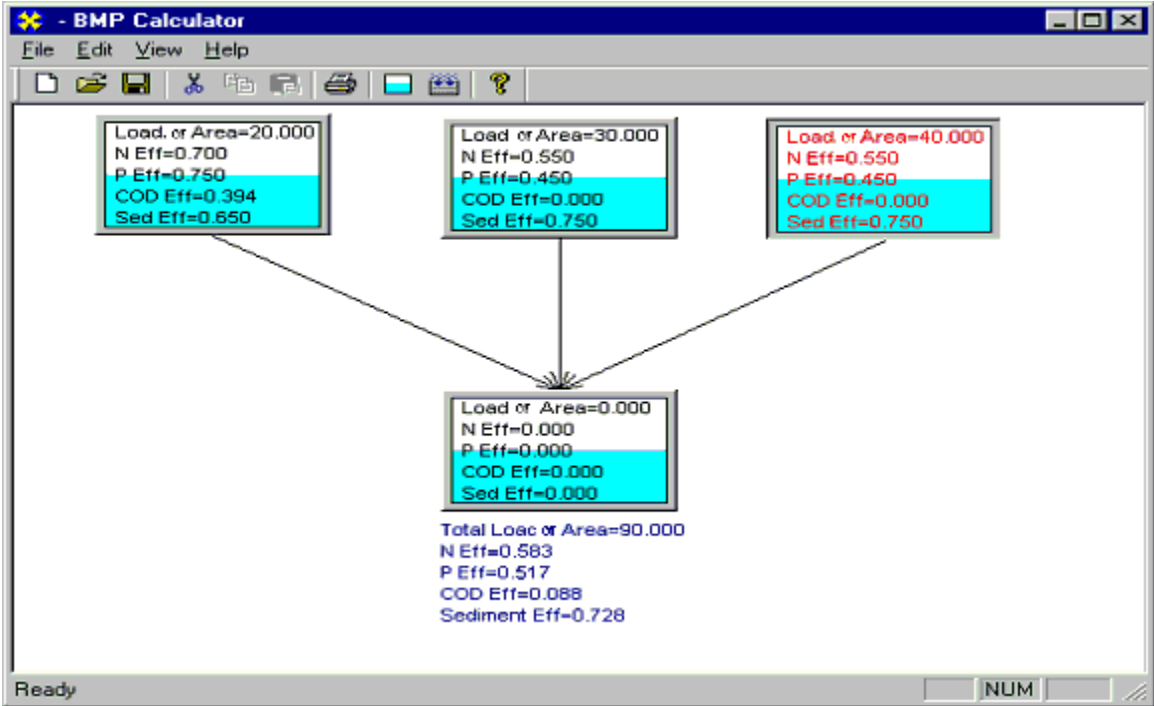 - BMP Calculator
File Edit View Help
Load. or Area=20.000
N Eff=0.700
P Eff=0.750
COD Eff=0.394
Sed Eff=0.650
Load or Area=30.000
N Eff=0.550
P Eff=0.450
COD Eff=0.000
Sed Eff=0.750
Load. or Area=40.000
N Eff=0.550
P Eff=0.450
COD Eff=0.000
Sed Eff=0.750
Load or Area=0.000
N Eff=0.000
P Eff=0.000
COD Eff=0.000
Sed Eff=0.000
Total Loac or Area=90.000
N Eff=0.583
P Eff=0.517
COD Eff=0.088
Sediment Eff=0.728
Ready NUM